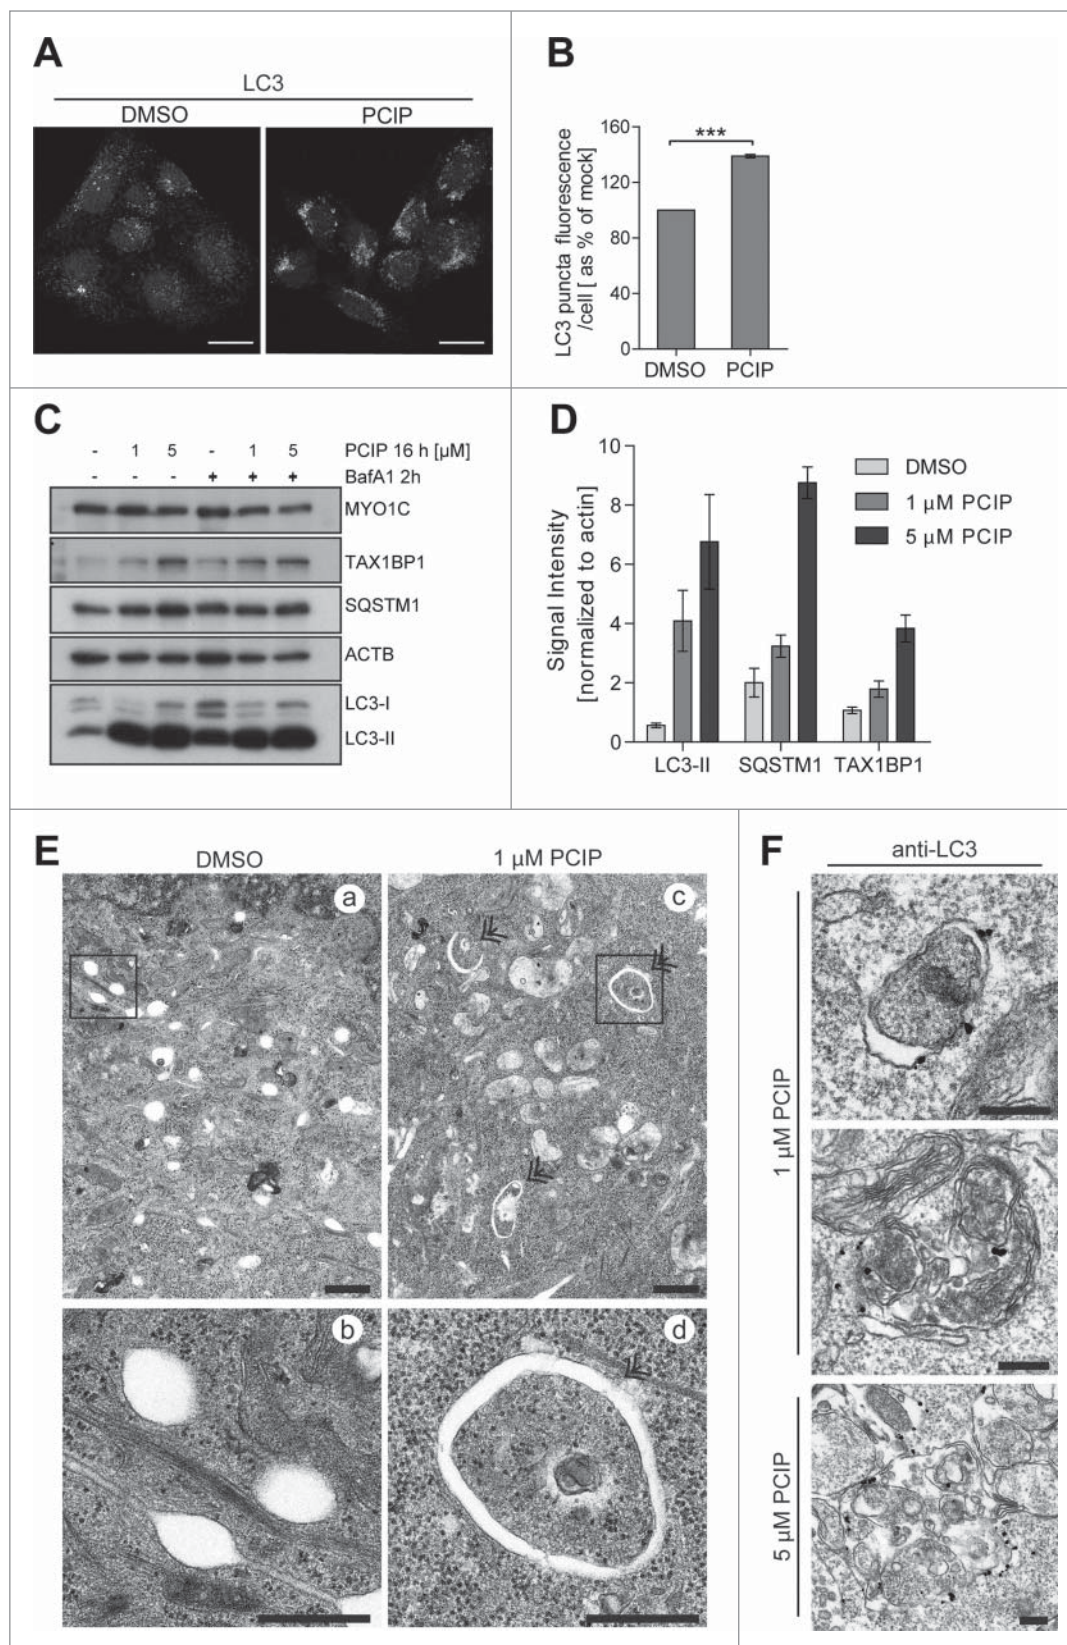 A
LC3
DMSO PCIP
B
LC3 puncta fluorescence
/cell [ as % of mock]
160
120
80
40
0
***
DMSO PCIP
C
- 1 5 - 1 5 PCIP 16 h [µM]
- - - + + + BafA1 2h
MYO1C
TAX1BP1
SQSTM1
ACTB
LC3-I
LC3-II
D
Signal Intensity
[normalized to actin]
10
8
6
4
2
0
DMSO
1 µM PCIP
5 µM PCIP
LC3-II SQSTM1 TAX1BP1
E
DMSO 1 µM PCIP
a c
b d
F
anti-LC3
1 µM PCIP
5 µM PCIP